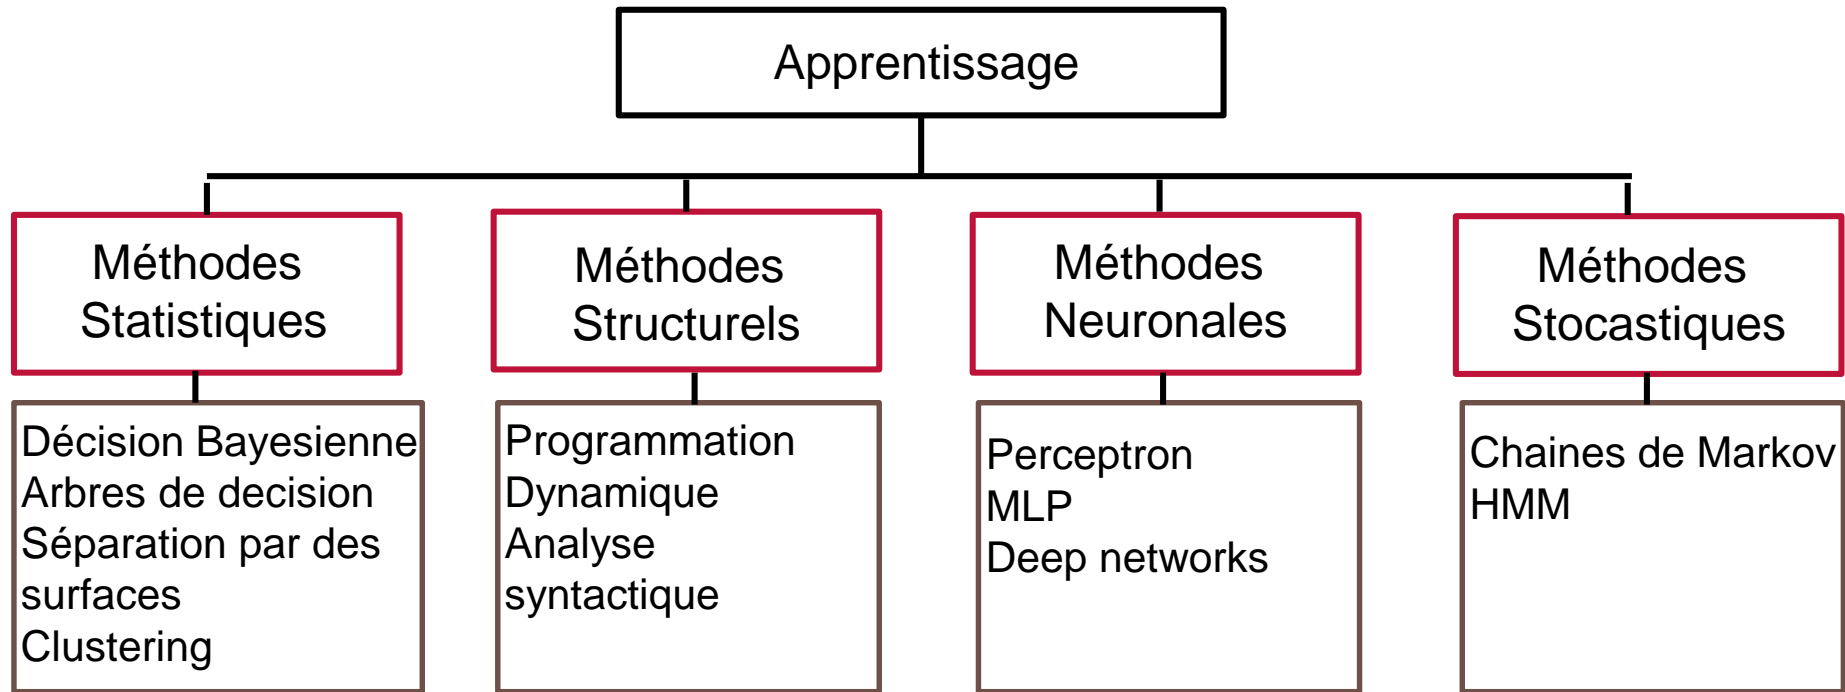 Apprentissage
Méthodes
Statistiques
Méthodes
Structurels
Méthodes
Neuronales
Méthodes
Stocastiques
Décision Bayesienne
Arbres de decision
Séparation par des
surfaces
Clustering
Programmation
Dynamique
Analyse
syntactique
Perceptron
MLP
Deep networks
Chaines de Markov
HMM